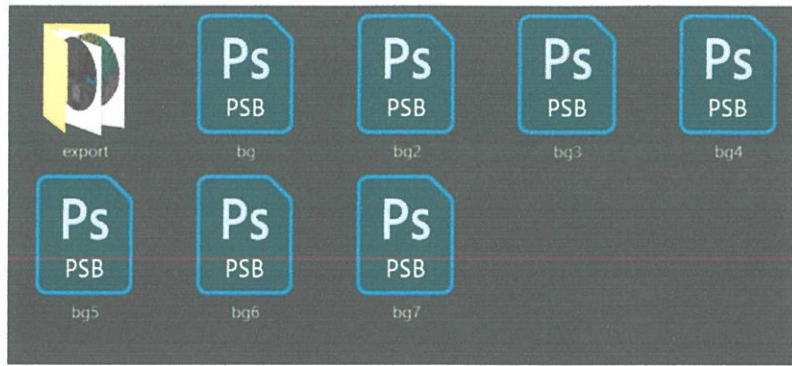 Ps Ps Ps Ps
PSB PSB PSB PSB
export bg bg2 bg3 bg4
Ps Ps Ps
PSB PSB PSB
bg5 bg6 bg7